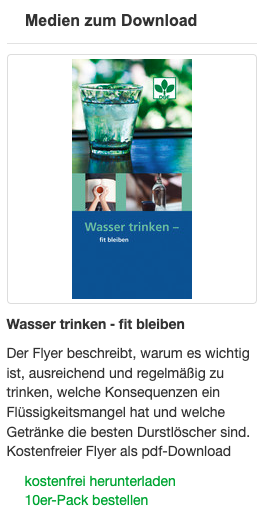 Medien zum Download
Wasser trinken –
fit bleiben
Wasser trinken - fit bleiben
Der Flyer beschreibt, warum es wichtig
ist, ausreichend und regelmäßig zu
trinken, welche Konsequenzen ein
Flüssigkeitsmangel hat und welche
Getränke die besten Durstlöscher sind.
Kostenfreier Flyer als pdf-Download
kostenfrei herunterladen
10er-Pack bestellen